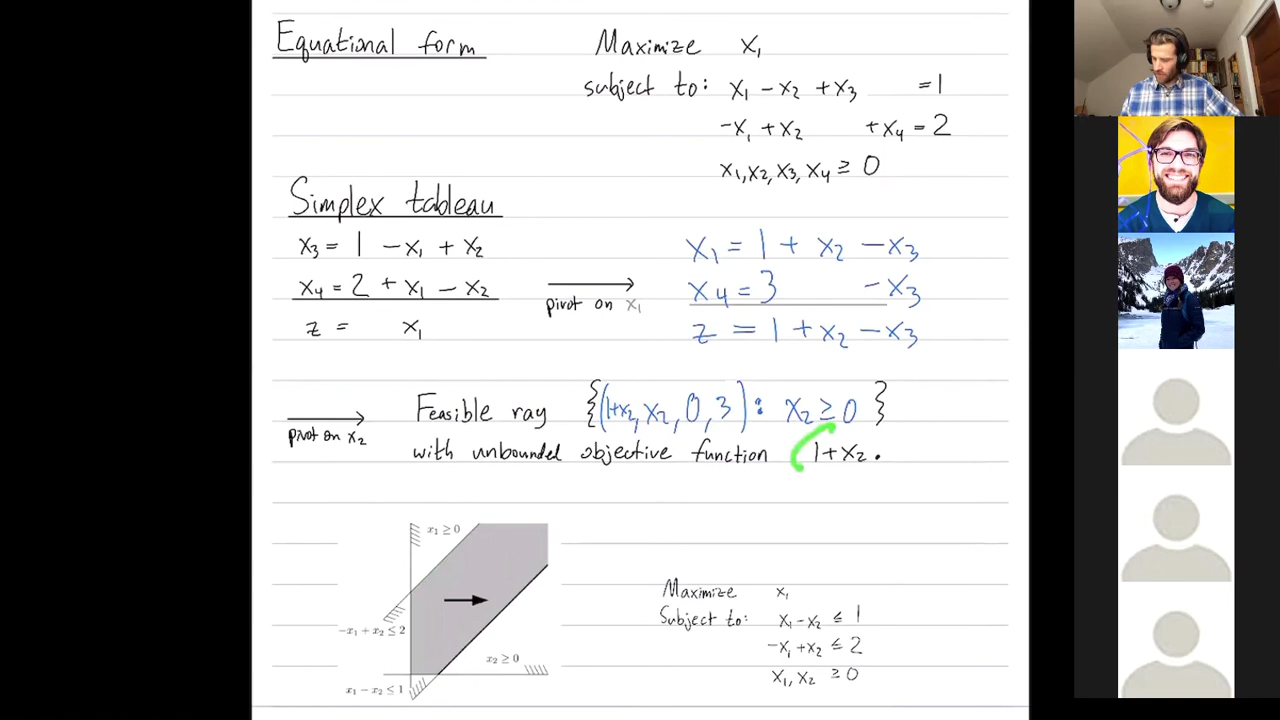 Equational form
Maximize x₁
subject to: x₁ - x₂ + x₃ = 1
-x₁ + x₂ + x₄ = 2
x₁, x₂, x₃, x₄ ≥ 0
Simplex tableau
x₃ = 1 - x₁ + x₂
x₄ = 2 + x₁ - x₂
z = x₁
pivot on x₁
x₁ = 1 + x₂ - x₃
x₄ = 3 - x₃
z = 1 + x₂ - x₃
pivot on x₂
Feasible ray {(1+x₂, x₂, 0, 3) : x₂ ≥ 0}
with unbounded objective function 1 + x₂.
x₁ ≥ 0
-x₁ + x₂ ≤ 2
x₂ ≥ 0
x₁ - x₂ ≤ 1
Maximize x₁
Subject to: x₁ - x₂ ≤ 1
-x₁ + x₂ ≤ 2
x₁, x₂ ≥ 0